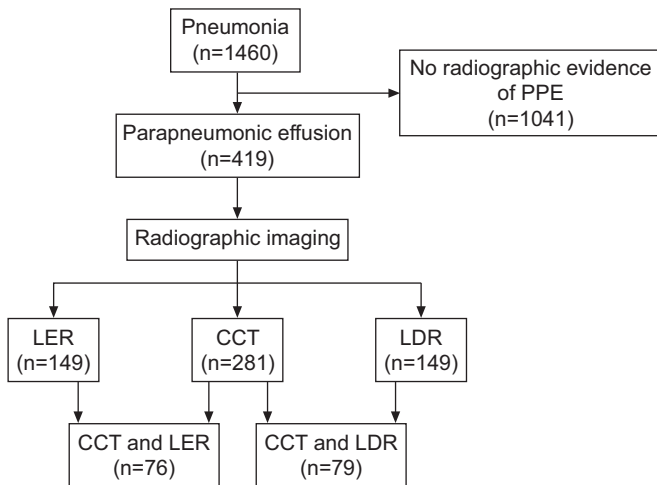 Pneumonia
(n=1460)
No radiographic evidence
of PPE
(n=1041)
Parapneumonic effusion
(n=419)
Radiographic imaging
LER
(n=149)
CCT
(n=281)
LDR
(n=149)
CCT and LER
(n=76)
CCT and LDR
(n=79)